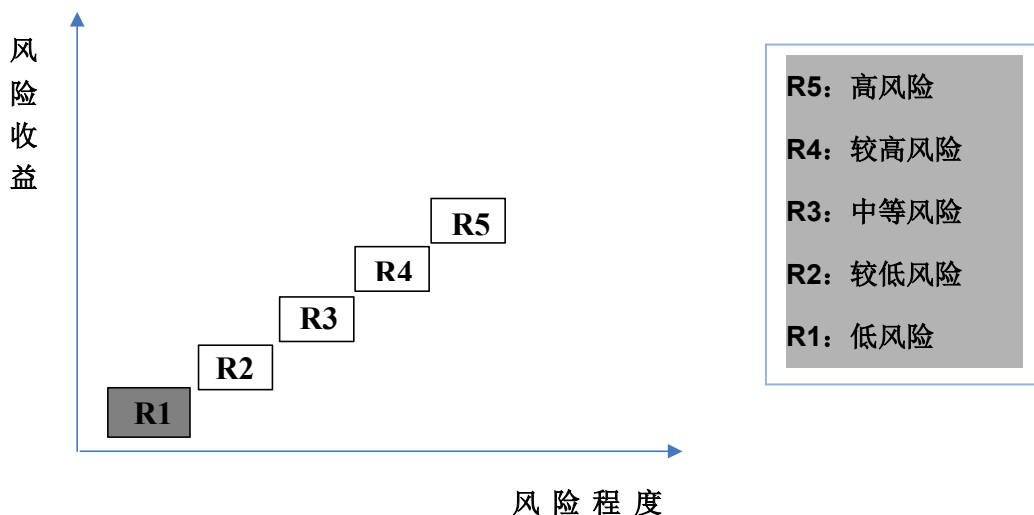 风
险
收
益
R5
R4
R3
R2
R1
风 险 程 度
R5：高风险
R4：较高风险
R3：中等风险
R2：较低风险
R1：低风险